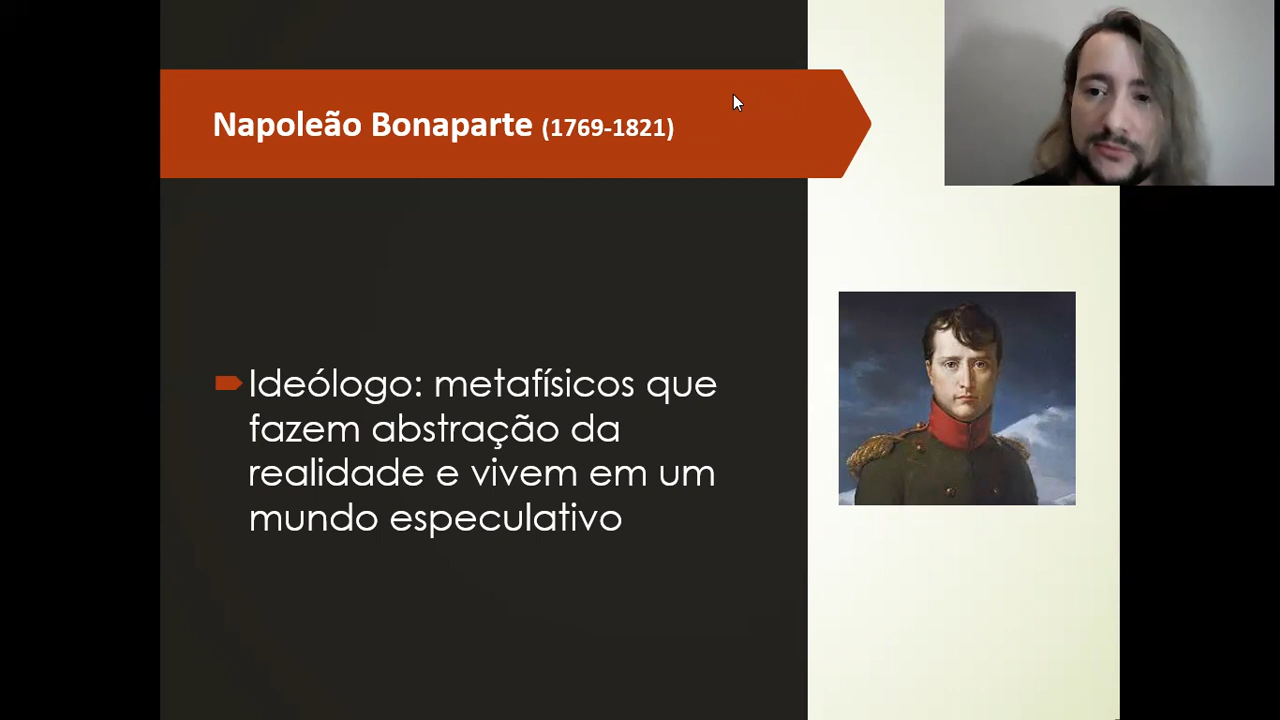 Napoleão Bonaparte (1769-1821)
Ideólogo: metafísicos que
fazem abstração da
realidade e vivem em um
mundo especulativo